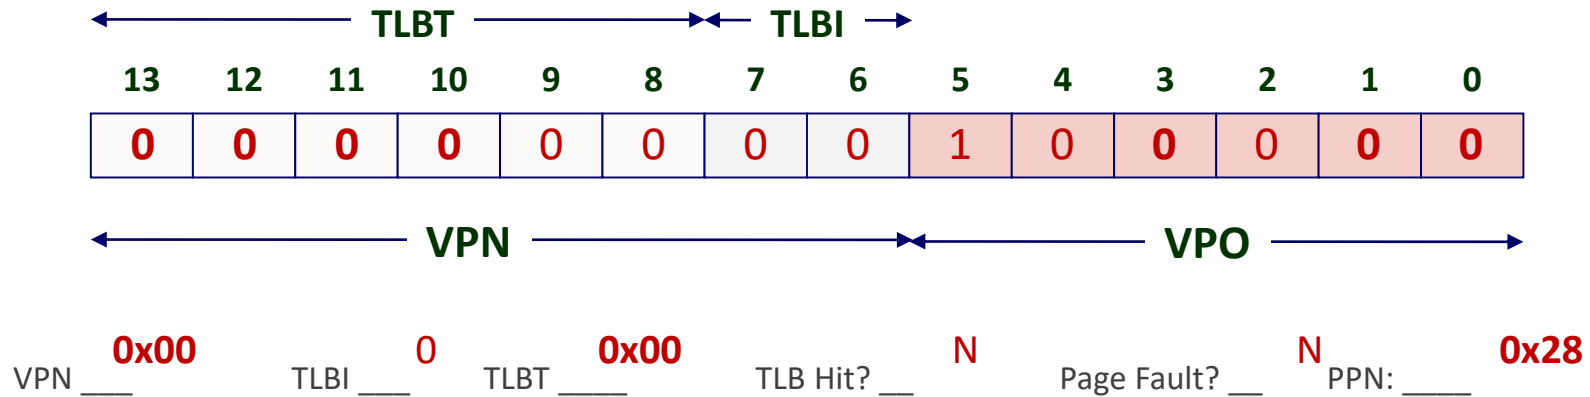 TLBT TLBI
13 12 11 10 9 8 7 6 5 4 3 2 1 0
0 0 0 0 0 0 0 0 1 0 0 0 0 0
VPN VPO
0x00 0 0x00 N N 0x28
VPN ___ TLBI ___ TLBT ____ TLB Hit? __ Page Fault? __ PPN: ____